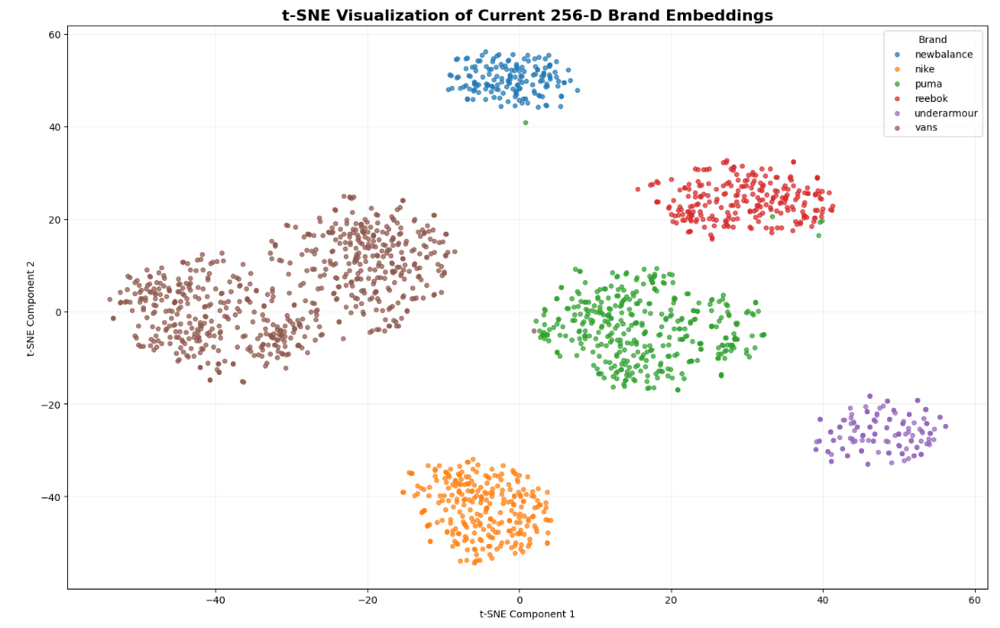 t-SNE Visualization of Current 256-D Brand Embeddings
Brand
newbalance
nike
puma
reebok
underarmour
vans
60
40
20
0
−20
−40
t-SNE Component 2
−40
−20
0
20
40
60
t-SNE Component 1